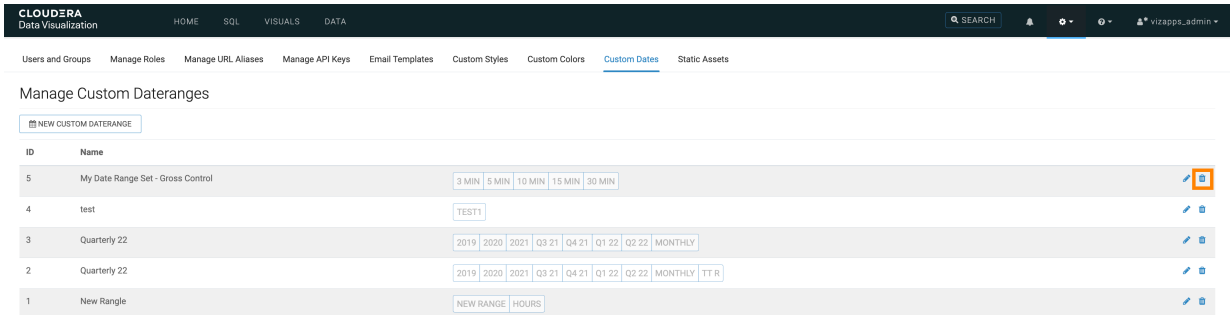 CLOUDERA
Data Visualization
HOME SQL VISUALS DATA
SEARCH
vizapps_admin
Users and Groups Manage Roles Manage URL Aliases Manage API Keys Email Templates Custom Styles Custom Colors Custom Dates Static Assets
Manage Custom Dateranges
NEW CUSTOM DATERANGE
ID Name
5 My Date Range Set - Gross Control 3 MIN 5 MIN 10 MIN 15 MIN 30 MIN
4 test TEST1
3 Quarterly 22 2019 2020 2021 Q3 21 Q4 21 Q1 22 Q2 22 MONTHLY
2 Quarterly 22 2019 2020 2021 Q3 21 Q4 21 Q1 22 Q2 22 MONTHLY TT R
1 New Rangle NEW RANGE HOURS